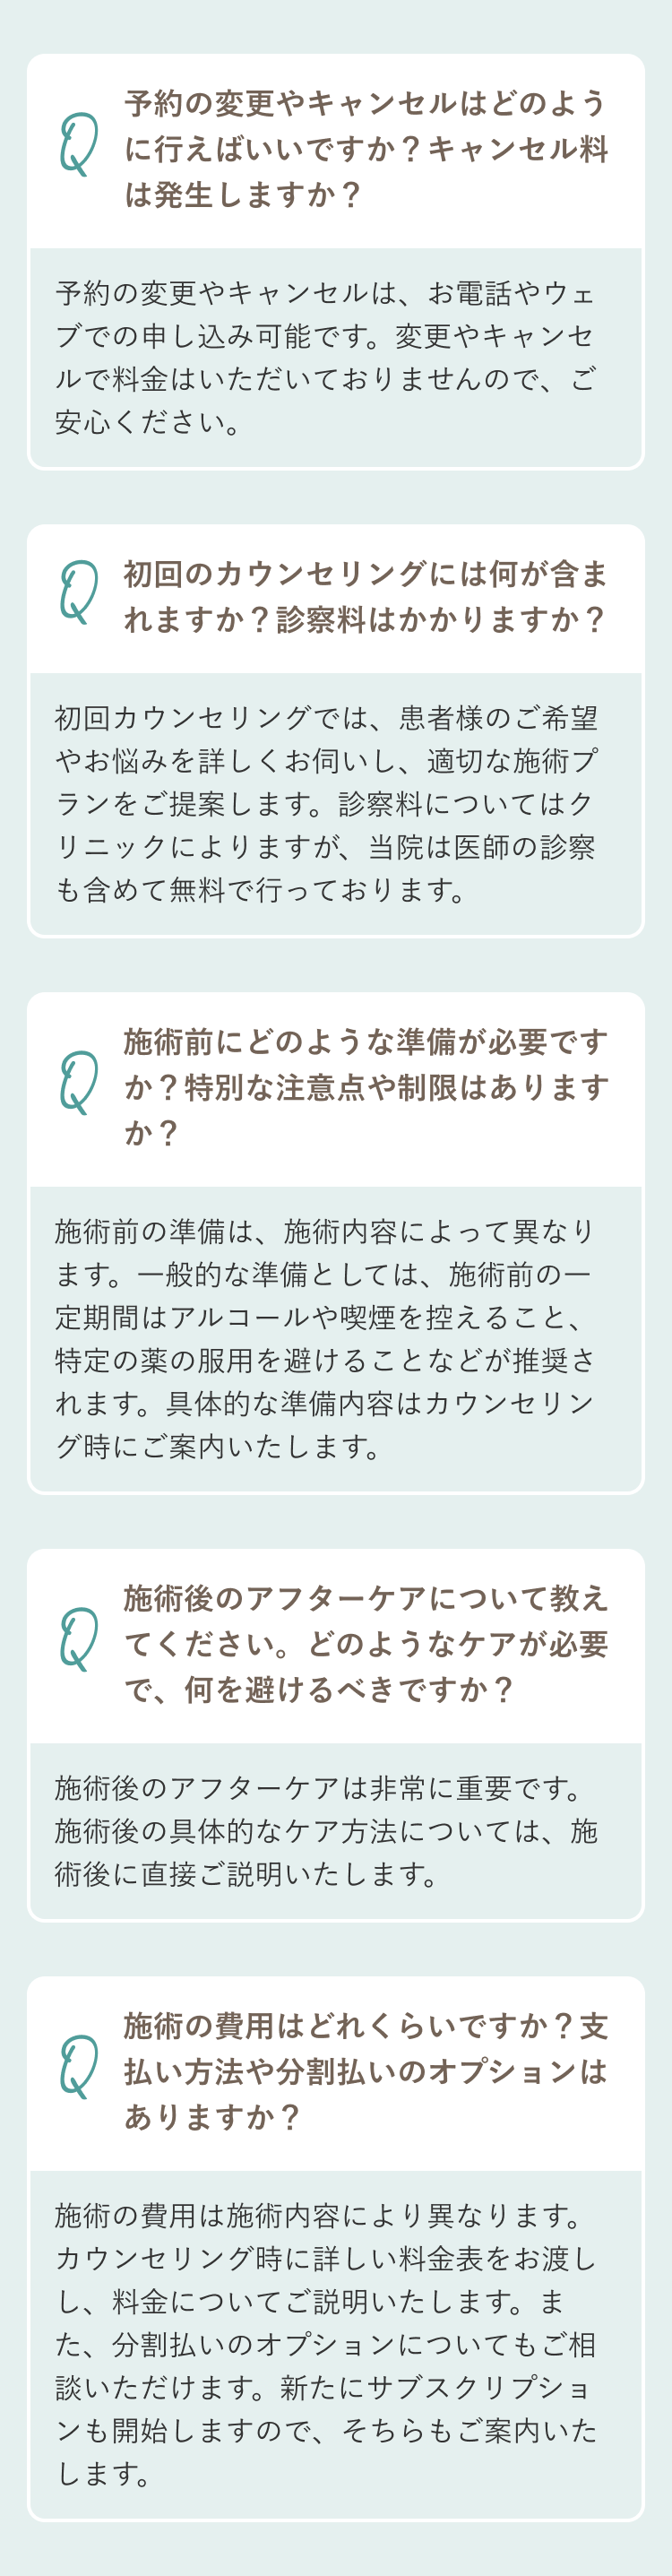 Q
予約の変更やキャンセルはどのよう
に行えばいいですか？キャンセル料
は発生しますか？
予約の変更やキャンセルは、お電話やウェ
ブでの申し込み可能です。変更やキャンセ
ルで料金はいただいておりませんので、ご
安心ください。
Q
初回のカウンセリングには何が含ま
れますか？診察料はかかりますか？
初回カウンセリングでは、患者様のご希望
やお悩みを詳しくお伺いし、適切な施術プ
ランをご提案します。診察料についてはク
リニックによりますが、当院は医師の診察
も含めて無料で行っております。
Q
施術前にどのような準備が必要です
か？特別な注意点や制限はあります
か？
施術前の準備は、施術内容によって異なり
ます。一般的な準備としては、施術前の一
定期間はアルコールや喫煙を控えること、
特定の薬の服用を避けることなどが推奨さ
れます。具体的な準備内容はカウンセリン
グ時にご案内いたします。
Q
施術後のアフターケアについて教え
てください。どのようなケアが必要
で、何を避けるべきですか？
施術後のアフターケアは非常に重要です。
施術後の具体的なケア方法については、施
術後に直接ご説明いたします。
Q
施術の費用はどれくらいですか？支
払い方法や分割払いのオプションは
ありますか？
施術の費用は施術内容により異なります。
カウンセリング時に詳しい料金表をお渡し
し、料金についてご説明いたします。ま
た、分割払いのオプションについてもご相
談いただけます。新たにサブスクリプショ
ンも開始しますので、そちらもご案内いた
します。